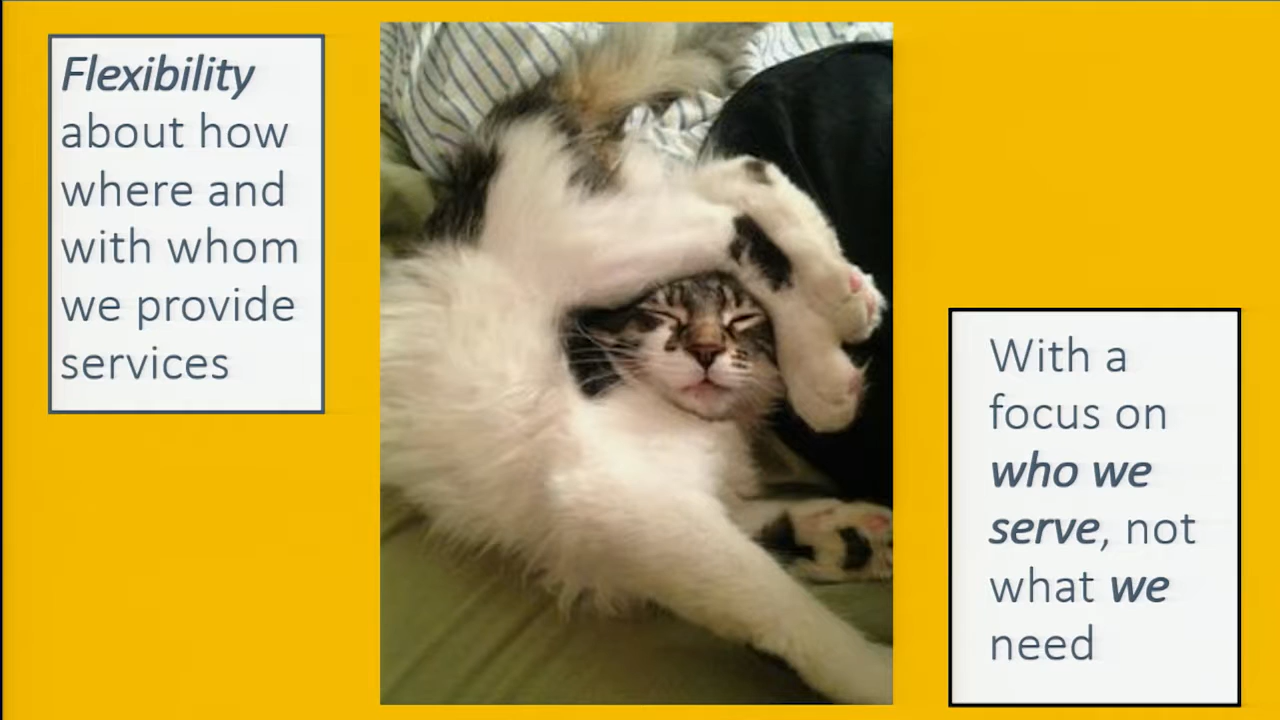 Flexibility
about how
where and
with whom
we provide
services
With a
focus on
who we
serve, not
what we
need